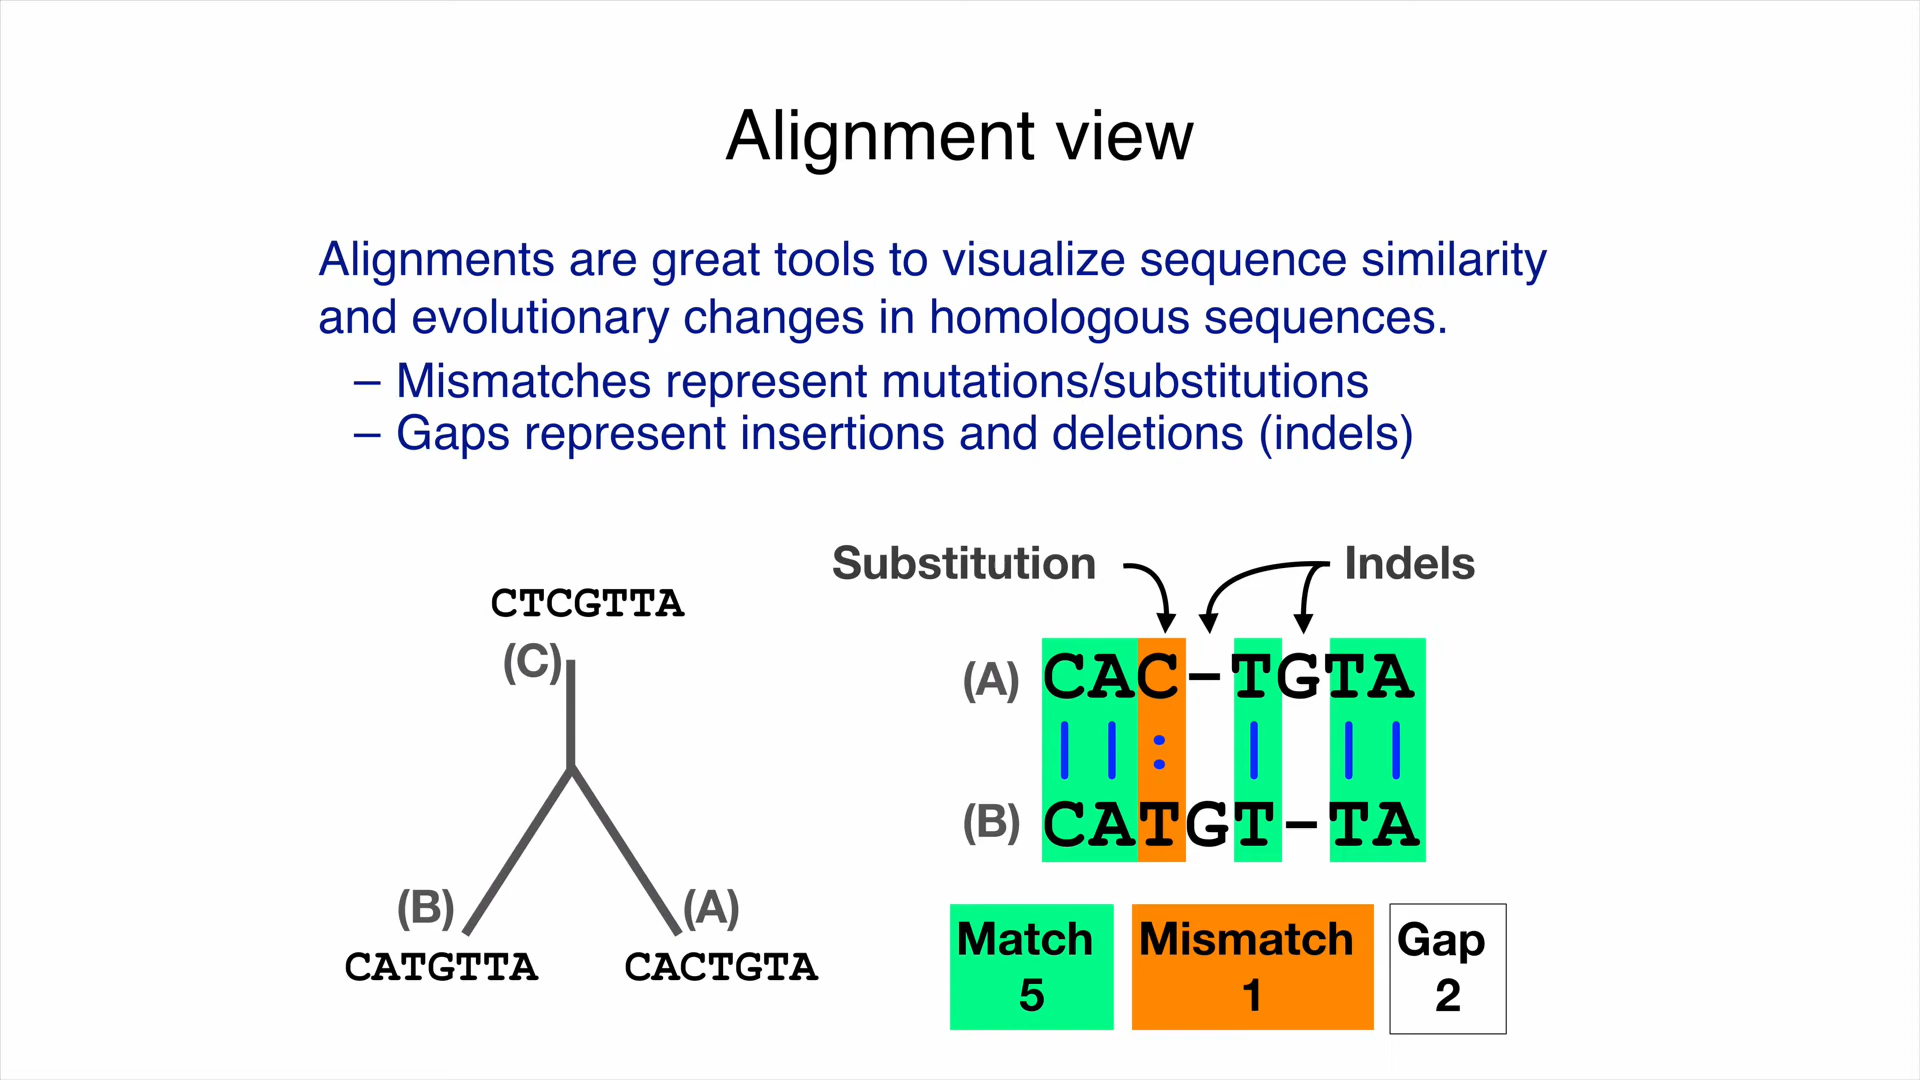 Alignment view
Alignments are great tools to visualize sequence similarity
and evolutionary changes in homologous sequences.
– Mismatches represent mutations/substitutions
– Gaps represent insertions and deletions (indels)
CTCGTTA
(C)
(B)
(A)
CATGTTA
CACTGTA
Substitution
Indels
(A) CAC-TGTA
||: | ||
(B) CATGT-TA
Match
5
Mismatch
1
Gap
2